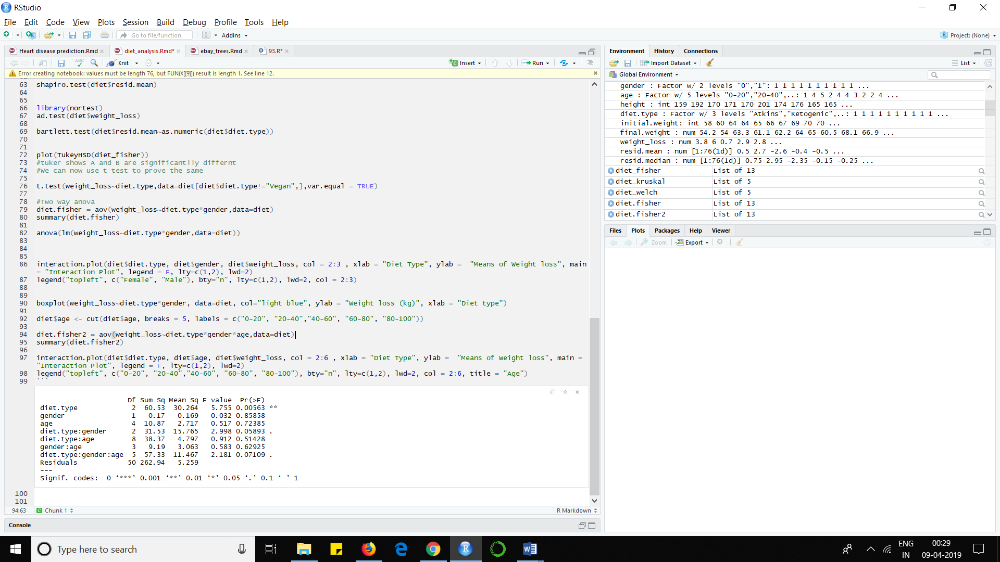 RStudio
File Edit Code View Plots Session Build Debug Profile Tools Help
Go to file/function Addins Project: (None)
Heart disease prediction.Rmd diet_analysis.Rmd* ebay_trees.Rmd 93.R*
ABC Knit Insert Run
Error creating notebook: values must be length 76, but FUN(X[[9]]) result is length 1. See line 12.
63 shapiro.test(diet$resid.mean)
64
65
66 library(nortest)
67 ad.test(diet$weight_loss)
68
69 bartlett.test(diet$resid.mean~as.numeric(diet$diet.type))
70
71
72 plot(TukeyHSD(diet_fisher))
73 #tuker shows A and B are significantlly differnt
74 #We can now use t test to prove the same
75
76 t.test(weight_loss~diet.type,data=diet[diet$diet.type!="Vegan",],var.equal = TRUE)
77
78 #Two way anova
79 diet.fisher = aov(weight_loss~diet.type*gender,data=diet)
80 summary(diet.fisher)
81
82 anova(lm(weight_loss~diet.type*gender,data=diet))
83
84
85
86 interaction.plot(diet$diet.type, diet$gender, diet$weight_loss, col = 2:3 , xlab = "Diet Type", ylab =  "Means of Weight loss", main
= "Interaction Plot", legend = F, lty=c(1,2), lwd=2)
87 legend("topleft", c("Female", "Male"), bty="n", lty=c(1,2), lwd=2, col = 2:3)
88
89
90 boxplot(weight_loss~diet.type*gender, data=diet, col="light blue", ylab = "Weight loss (kg)", xlab = "Diet type")
91
92 diet$age <- cut(diet$age, breaks = 5, labels = c("0-20", "20-40","40-60", "60-80", "80-100"))
93
94 diet.fisher2 = aov(weight_loss~diet.type*gender*age,data=diet)
95 summary(diet.fisher2)
96
97 interaction.plot(diet$diet.type, diet$age, diet$weight_loss, col = 2:6 , xlab = "Diet Type", ylab =  "Means of Weight loss", main =
"Interaction Plot", legend = F, lty=c(1,2), lwd=2)
98 legend("topleft", c("0-20", "20-40","40-60", "60-80", "80-100"), bty="n", lty=c(1,2), lwd=2, col = 2:6, title = "Age")
99 ```
Df Sum Sq Mean Sq F value Pr(>F)
diet.type 2 60.53 30.264 5.755 0.00563 **
gender 1 0.17 0.169 0.032 0.85858
age 4 10.87 2.717 0.517 0.72385
diet.type:gender 2 31.53 15.765 2.998 0.05893 .
diet.type:age 8 38.37 4.797 0.912 0.51428
gender:age 3 9.19 3.063 0.583 0.62925
diet.type:gender:age 5 57.33 11.467 2.181 0.07109 .
Residuals 50 262.94 5.259
---
Signif. codes: 0 ‘***’ 0.001 ‘**’ 0.01 ‘*’ 0.05 ‘.’ 0.1 ‘ ’ 1
100
101
94:63 Chunk 1 R Markdown
Console
Environment History Connections
Import Dataset List
Global Environment
gender : Factor w/ 2 levels "0","1": 1 1 1 1 1 1 1 1 1 1 ...
age : Factor w/ 5 levels "0-20","20-40",..: 1 4 5 2 4 4 3 2 2 4 ...
height : int 159 192 170 171 170 201 174 176 165 165 ...
diet.type : Factor w/ 3 levels "Atkins","Ketogenic",..: 1 1 1 1 1 1 1 1 1 1 ...
initial.weight: int 58 60 64 64 65 66 67 69 70 70 ...
final.weight : num 54.2 54 63.3 61.1 62.2 64 65 60.5 68.1 66.9 ...
weight_loss : num 3.8 6 0.7 2.9 2.8 ...
resid.mean : num [1:76(1d)] 0.5 2.7 -2.6 -0.4 -0.5 ...
resid.median : num [1:76(1d)] 0.75 2.95 -2.35 -0.15 -0.25 ...
diet_fisher List of 13
diet_kruskal List of 5
diet_welch List of 5
diet.fisher List of 13
diet.fisher2 List of 13
Files Plots Packages Help Viewer
Zoom Export
Type here to search
ENG
IN
00:29
09-04-2019